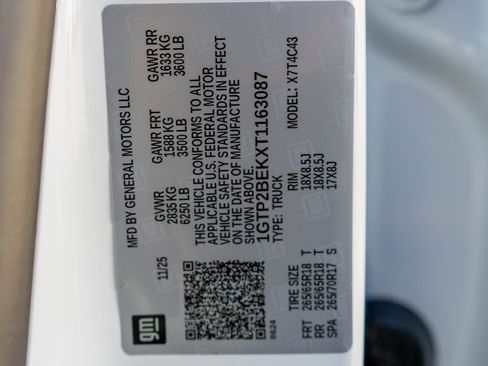 gm
11/25
MFD BY GENERAL MOTORS LLC
GVWR GAWR FRT GAWR RR
2835 KG 1588 KG 1633 KG
6250 LB 3500 LB 3600 LB
THIS VEHICLE CONFORMS TO ALL
APPLICABLE U.S. FEDERAL MOTOR
VEHICLE SAFETY STANDARDS IN EFFECT
ON THE DATE OF MANUFACTURE
SHOWN ABOVE.
1GTP2BEKXT1163087
TYPE: TRUCK MODEL: X7T4C43
8624
TIRE SIZE RIM
FRT 265/65R18 T 18X8.5J
RR 265/65R18 T 18X8.5J
SPA 265/70R17 S 17X8J